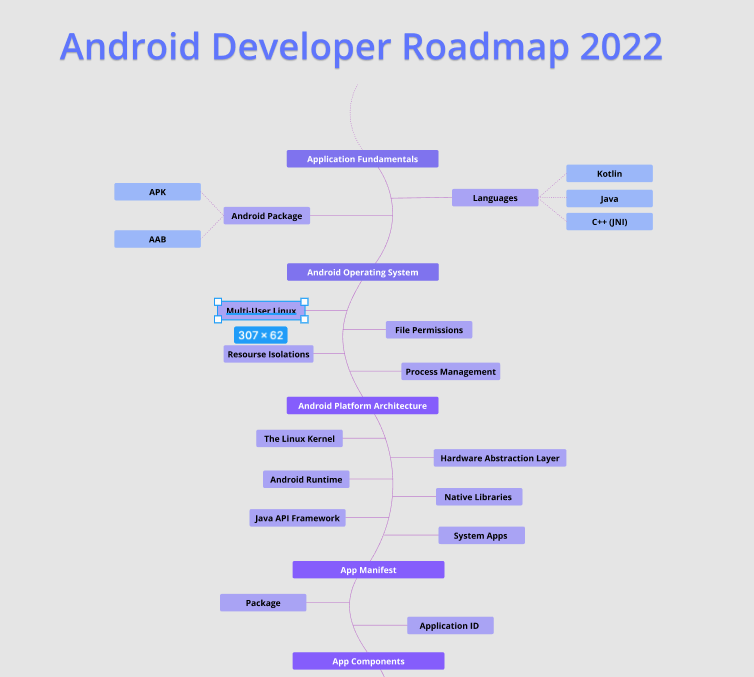 Android Developer Roadmap 2022
Application Fundamentals
Kotlin
APK
Languages
Java
Android Package
C++ (JNI)
AAB
Android Operating System
Multi-User Linux
File Permissions
307 × 62
Resourse Isolations
Process Management
Android Platform Architecture
The Linux Kernel
Hardware Abstraction Layer
Android Runtime
Native Libraries
Java API Framework
System Apps
App Manifest
Package
Application ID
App Components